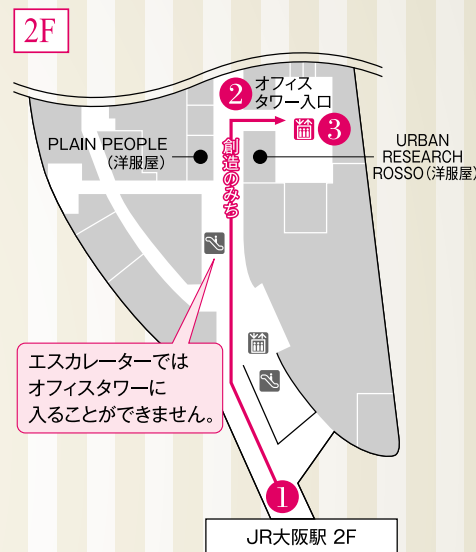 2F
❷ オフィス
タワー入口
❸
PLAIN PEOPLE
(洋服屋)
創造のみち
URBAN
RESEARCH
ROSSO(洋服屋)
エスカレーターでは
オフィスタワーに
入ることができません。
❶
JR大阪駅 2F